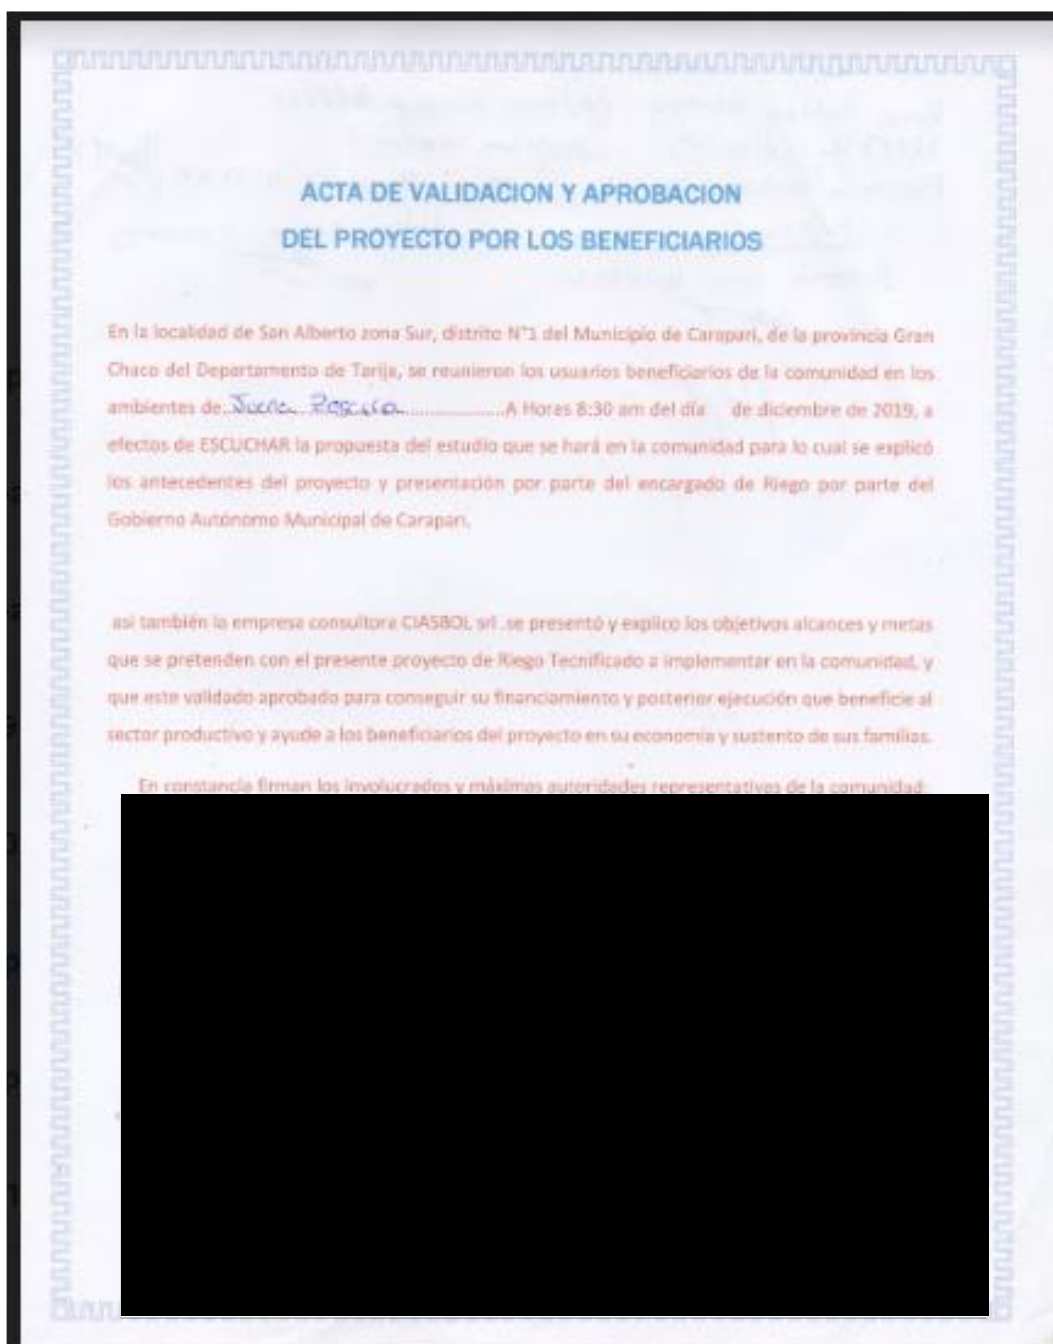 ACTA DE VALIDACION Y APROBACION
DEL PROYECTO POR LOS BENEFICIARIOS
En la localidad de San Alberto zona Sur, distrito N°1 del Municipio de Caraparí, de la provincia Gran
Chaco del Departamento de Tarija, se reunieron los usuarios beneficiarios de la comunidad en los
ambientes de Juana ..................A Horas 8:30 am del día de diciembre de 2019, a
efectos de ESCUCHAR la propuesta del estudio que se hará en la comunidad para lo cual se explicó
los antecedentes del proyecto y presentación por parte del encargado de Riego por parte del
Gobierno Autónomo Municipal de Caraparí.
así también la empresa consultora CIASBOL srl .se presentó y explico los objetivos alcances y metas
que se pretenden con el presente proyecto de Riego Tecnificado a implementar en la comunidad, y
que este validado aprobado para conseguir su financiamiento y posterior ejecución que beneficie al
sector productivo y ayude a los beneficiarios del proyecto en su economía y sustento de sus familias.
En constancia firman los involucrados y máximas autoridades representativas de la comunidad: